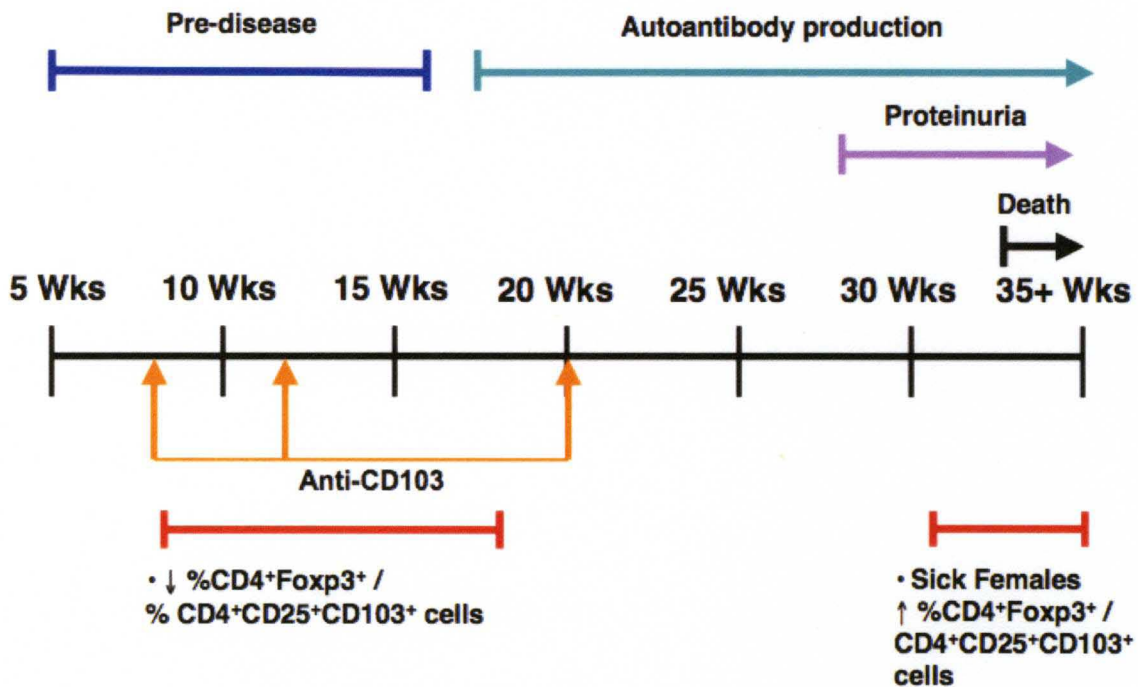 Pre-disease
Autoantibody production
Proteinuria
Death
5 Wks 10 Wks 15 Wks 20 Wks 25 Wks 30 Wks 35+ Wks
Anti-CD103
• ↓ %CD4⁺Foxp3⁺ /
% CD4⁺CD25⁺CD103⁺ cells
• Sick Females
↑ %CD4⁺Foxp3⁺ /
CD4⁺CD25⁺CD103⁺
cells